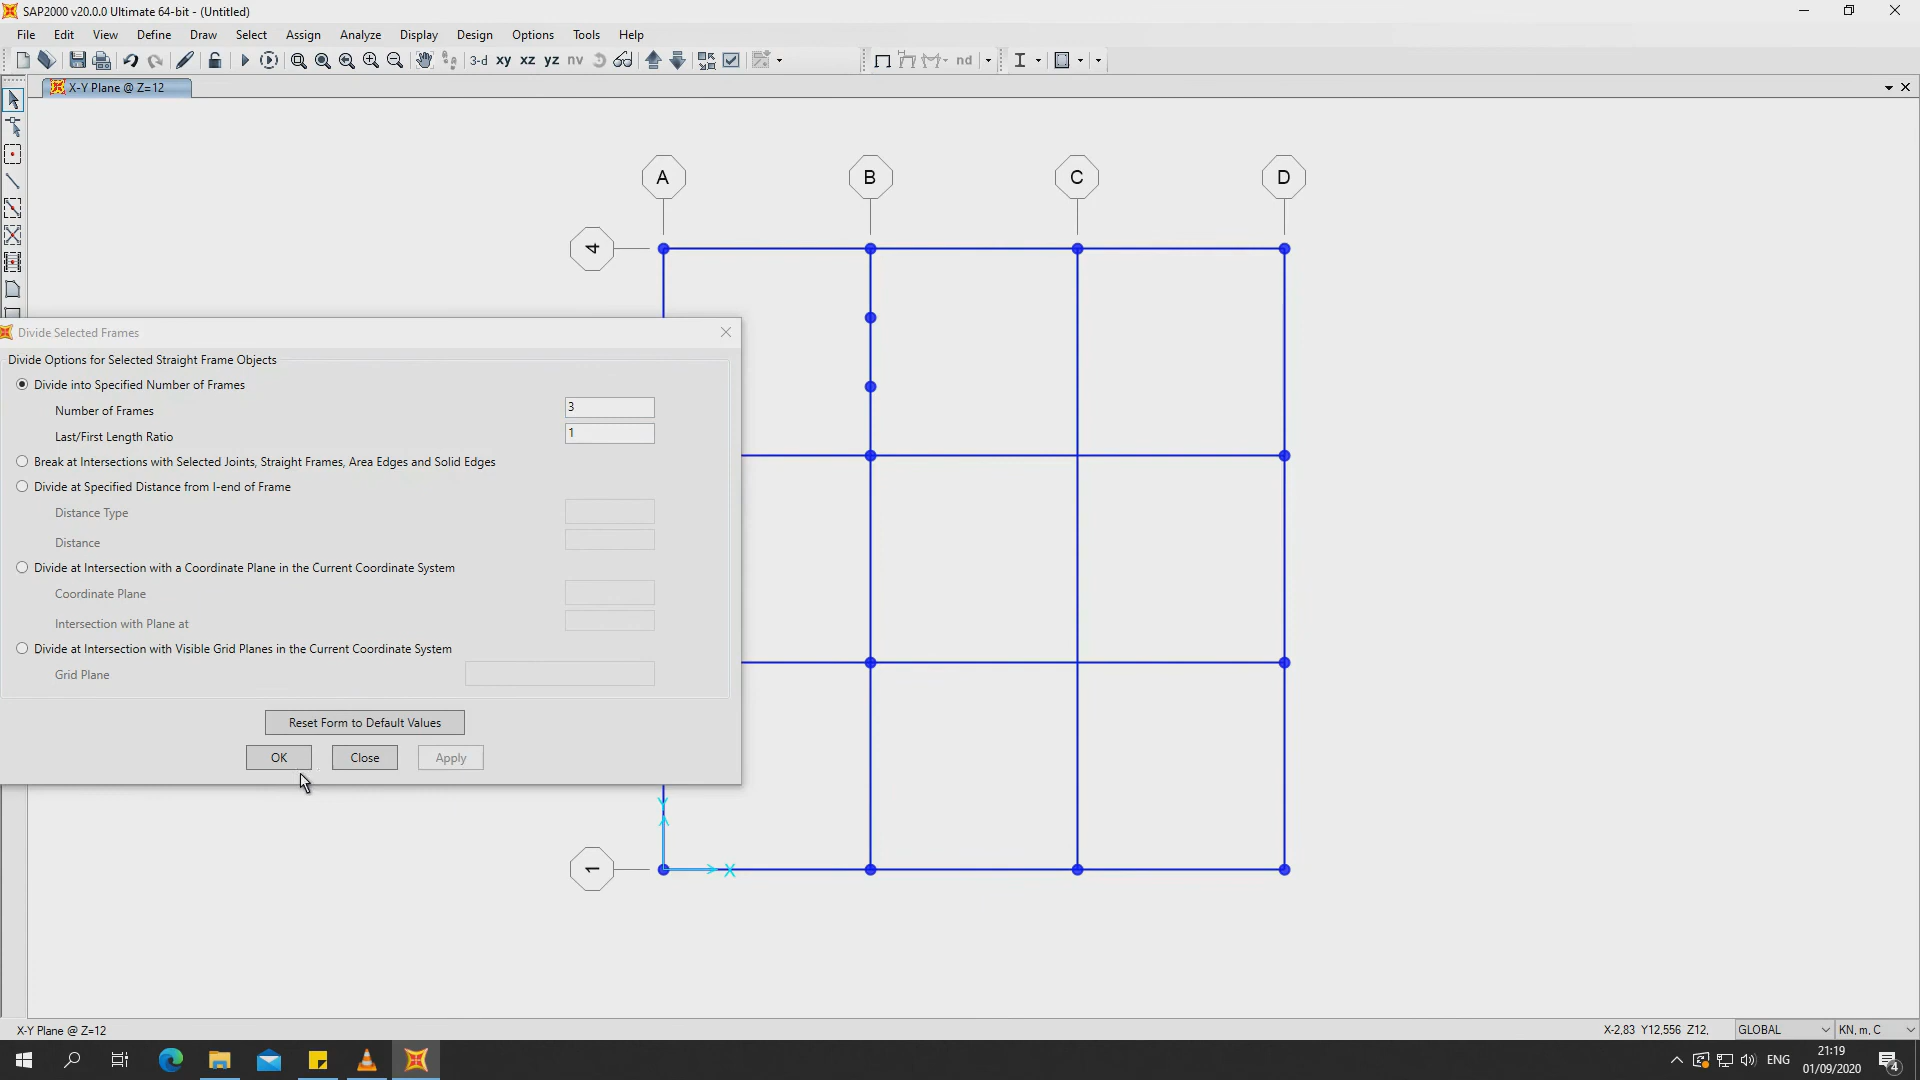 SAP2000 v20.0.0 Ultimate 64-bit - (Untitled)
File Edit View Define Draw Select Assign Analyze Display Design Options Tools Help
3-d xy xz yz nv nd
X-Y Plane @ Z=12
A B C D
4
Divide Selected Frames
Divide Options for Selected Straight Frame Objects
Divide into Specified Number of Frames
Number of Frames 3
Last/First Length Ratio 1
Break at Intersections with Selected Joints, Straight Frames, Area Edges and Solid Edges
Divide at Specified Distance from I-end of Frame
Distance Type
Distance
Divide at Intersection with a Coordinate Plane in the Current Coordinate System
Coordinate Plane
Intersection with Plane at
Divide at Intersection with Visible Grid Planes in the Current Coordinate System
Grid Plane
Reset Form to Default Values
OK Close Apply
Y
1 X
X-Y Plane @ Z=12 X-2,83 Y12,556 Z12, GLOBAL KN, m, C
ENG 21:19
01/09/2020 4